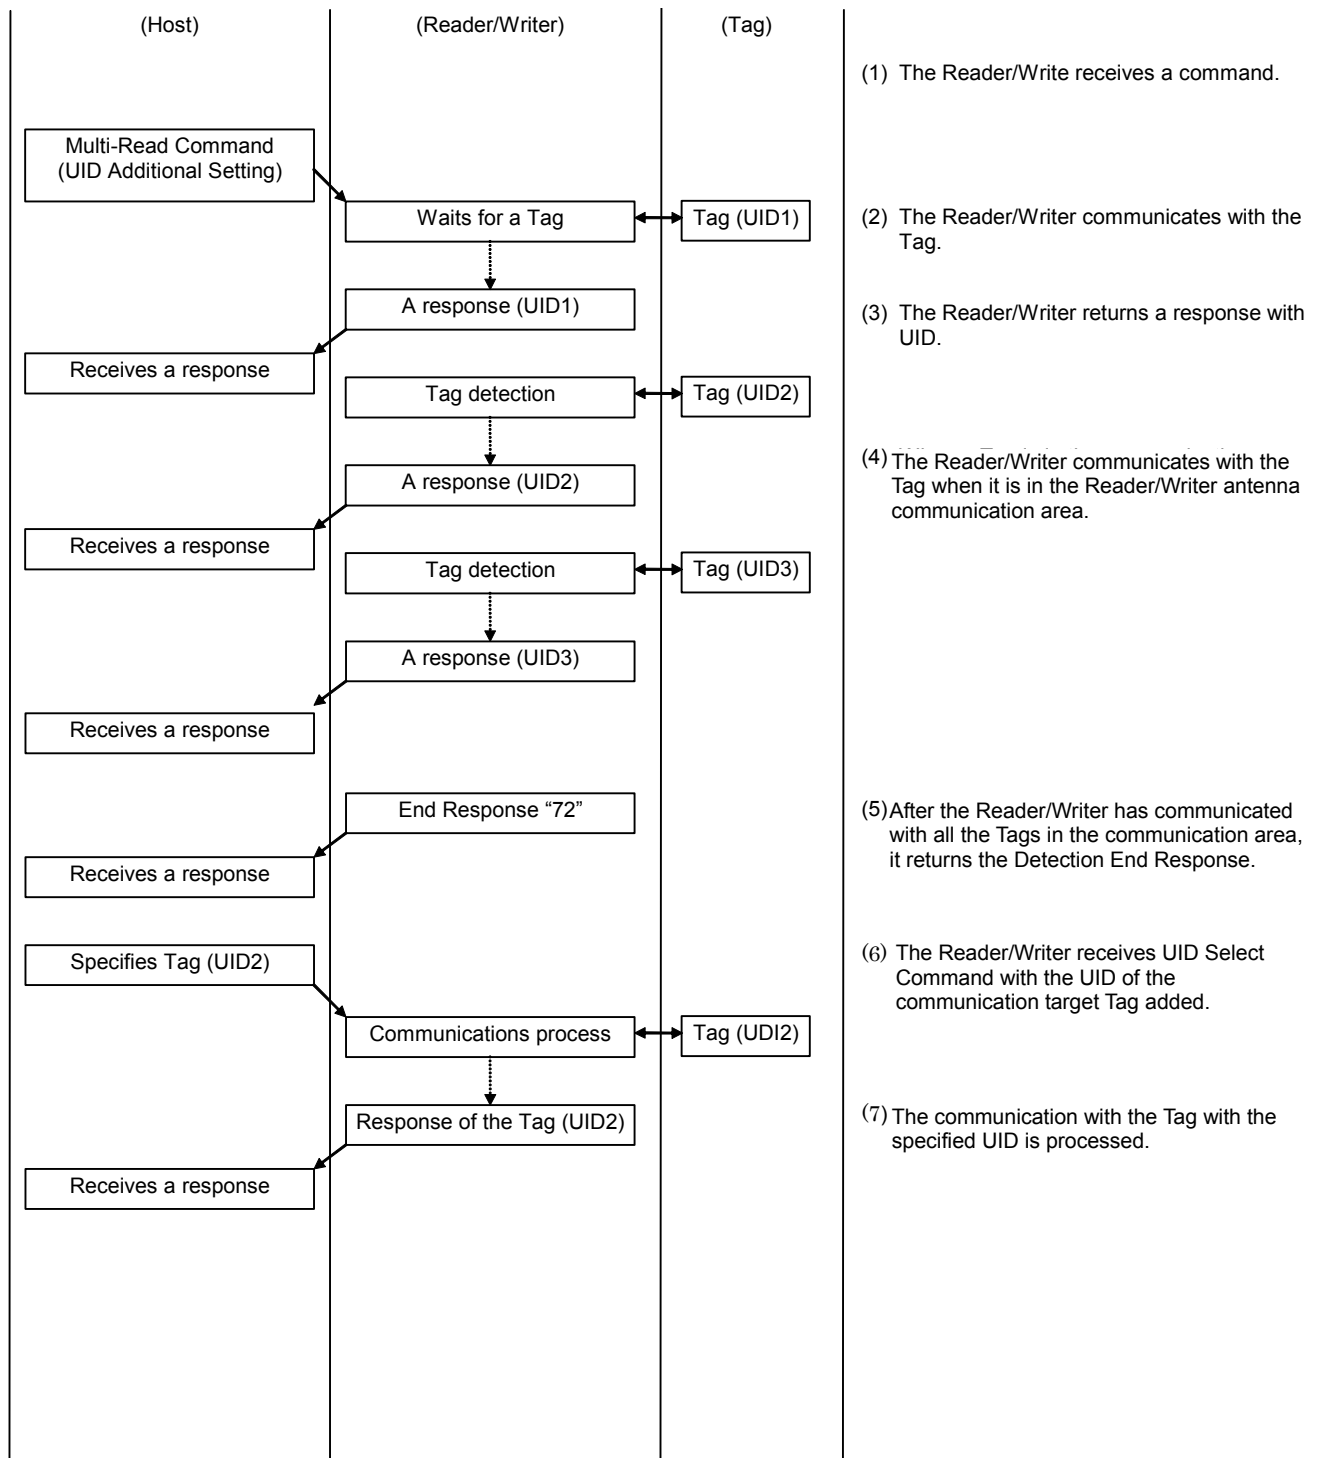 (Host)
(Reader/Writer)
(Tag)
(1) The Reader/Write receives a command.
Multi-Read Command
(UID Additional Setting)
Waits for a Tag
Tag (UID1)
(2) The Reader/Writer communicates with the
Tag.
A response (UID1)
(3) The Reader/Writer returns a response with
UID.
Receives a response
Tag detection
Tag (UID2)
(4) The Reader/Writer communicates with the
Tag when it is in the Reader/Writer antenna
communication area.
A response (UID2)
Receives a response
Tag detection
Tag (UID3)
A response (UID3)
Receives a response
End Response “72”
(5) After the Reader/Writer has communicated
with all the Tags in the communication area,
it returns the Detection End Response.
Receives a response
Specifies Tag (UID2)
(6) The Reader/Writer receives UID Select
Command with the UID of the
communication target Tag added.
Communications process
Tag (UDI2)
Response of the Tag (UID2)
(7) The communication with the Tag with the
specified UID is processed.
Receives a response